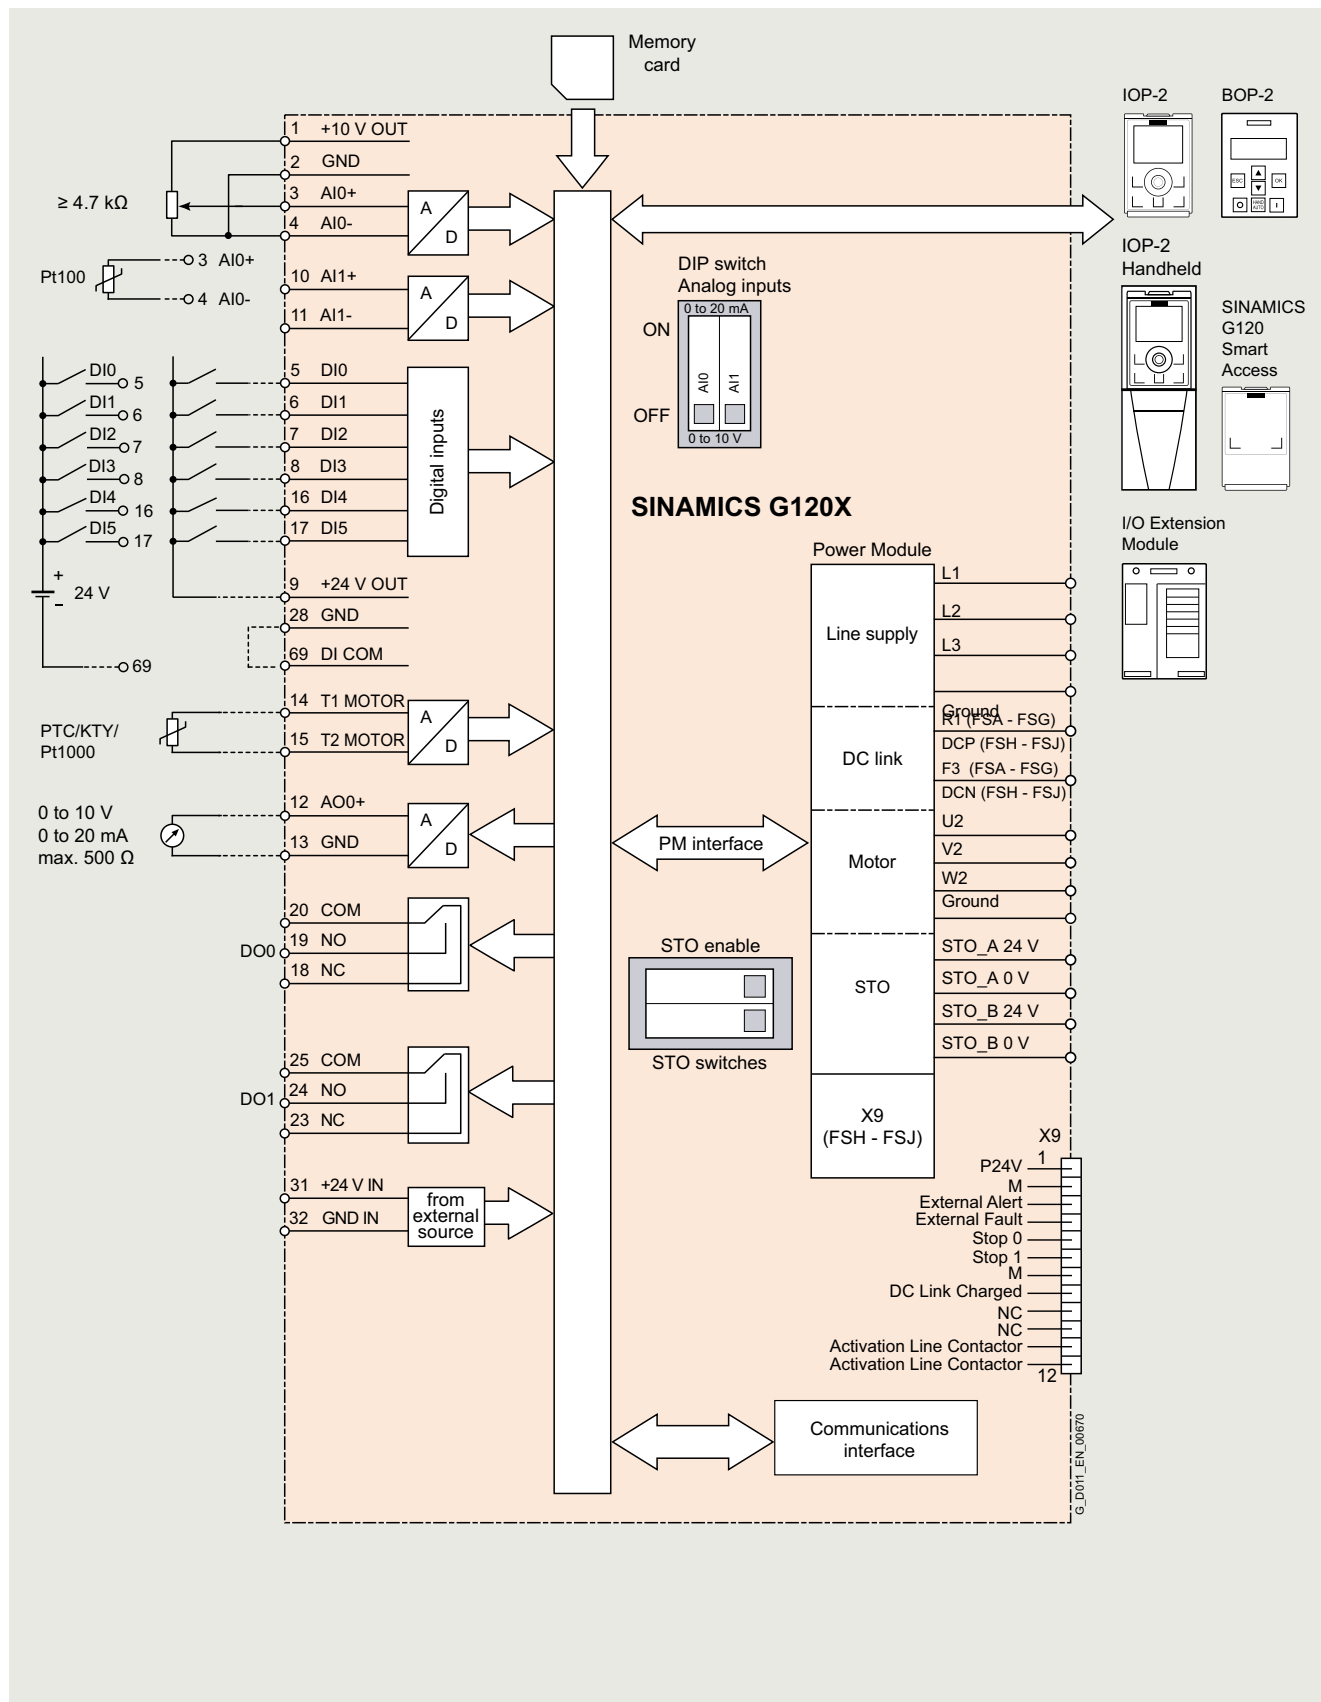 Memory
card
IOP-2
BOP-2
1 +10 V OUT
2 GND
3 AI0+
4 AI0-
≥ 4.7 kΩ
A
D
ESC
OK
HAND
AUTO
I
Pt100
3 AI0+
4 AI0-
10 AI1+
11 AI1-
A
D
DIP switch
Analog inputs
0 to 20 mA
ON
AI0
AI1
OFF
0 to 10 V
IOP-2
Handheld
SINAMICS
G120
Smart
Access
DI0
5
DI1
6
DI2
7
DI3
8
DI4
16
DI5
17
+
24 V
–
69
5 DI0
6 DI1
7 DI2
8 DI3
16 DI4
17 DI5
Digital inputs
9 +24 V OUT
28 GND
69 DI COM
SINAMICS G120X
I/O Extension
Module
PTC/KTY/
Pt1000
14 T1 MOTOR
15 T2 MOTOR
A
D
0 to 10 V
0 to 20 mA
max. 500 Ω
12 AO0+
13 GND
A
D
PM interface
Power Module
Line supply
L1
L2
L3
Ground
DC link
R1 (FSA - FSG)
DCP (FSH - FSJ)
F3 (FSA - FSG)
DCN (FSH - FSJ)
Motor
U2
V2
W2
Ground
STO
STO_A 24 V
STO_A 0 V
STO_B 24 V
STO_B 0 V
X9
(FSH - FSJ)
DO0
20 COM
19 NO
18 NC
STO enable
STO switches
DO1
25 COM
24 NO
23 NC
31 +24 V IN
32 GND IN
from
external
source
X9
1
P24V
M
External Alert
External Fault
Stop 0
Stop 1
M
DC Link Charged
NC
NC
Activation Line Contactor
Activation Line Contactor
12
Communications
interface
G_D011_EN_00670